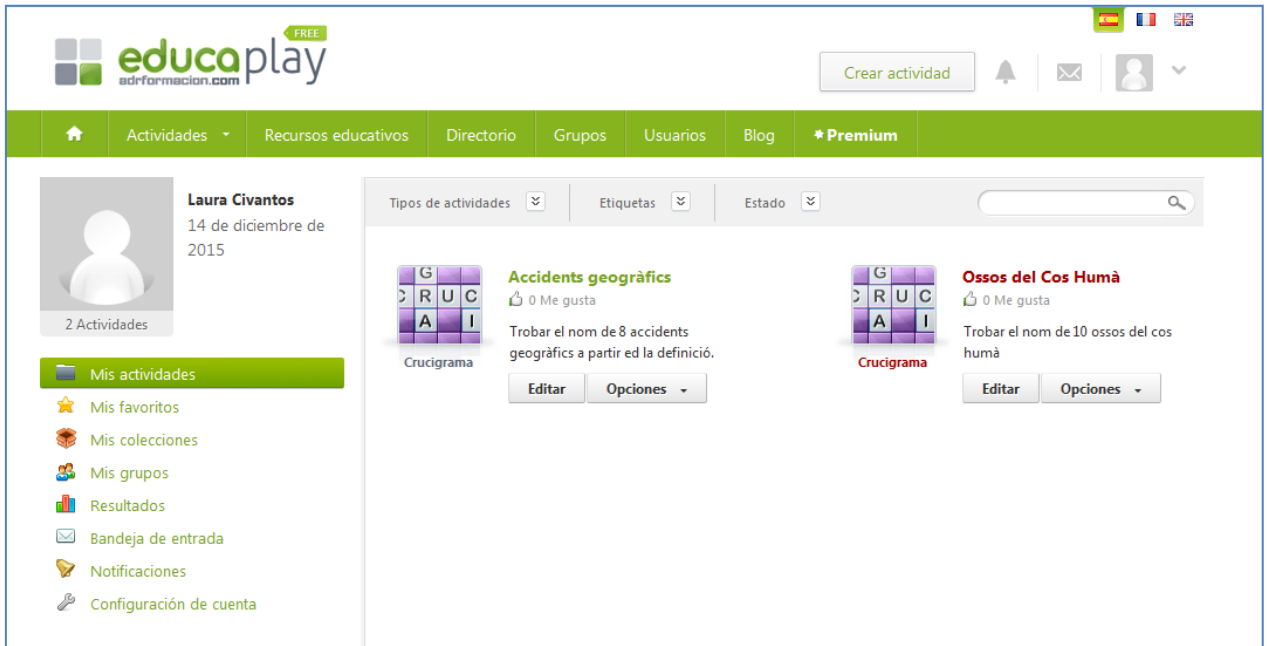 FREE
educaplay
adrformacion.com
Crear actividad
Actividades
Recursos educativos
Directorio
Grupos
Usuarios
Blog
Premium
Laura Civantos
14 de diciembre de
2015
2 Actividades
Mis actividades
Mis favoritos
Mis colecciones
Mis grupos
Resultados
Bandeja de entrada
Notificaciones
Configuración de cuenta
Tipos de actividades
Etiquetas
Estado
G
C R U C
A I
Crucigrama
Accidents geogràfics
0 Me gusta
Trobar el nom de 8 accidents
geogràfics a partir ed la definició.
Editar
Opciones
G
C R U C
A I
Crucigrama
Ossos del Cos Humà
0 Me gusta
Trobar el nom de 10 ossos del cos
humà
Editar
Opciones